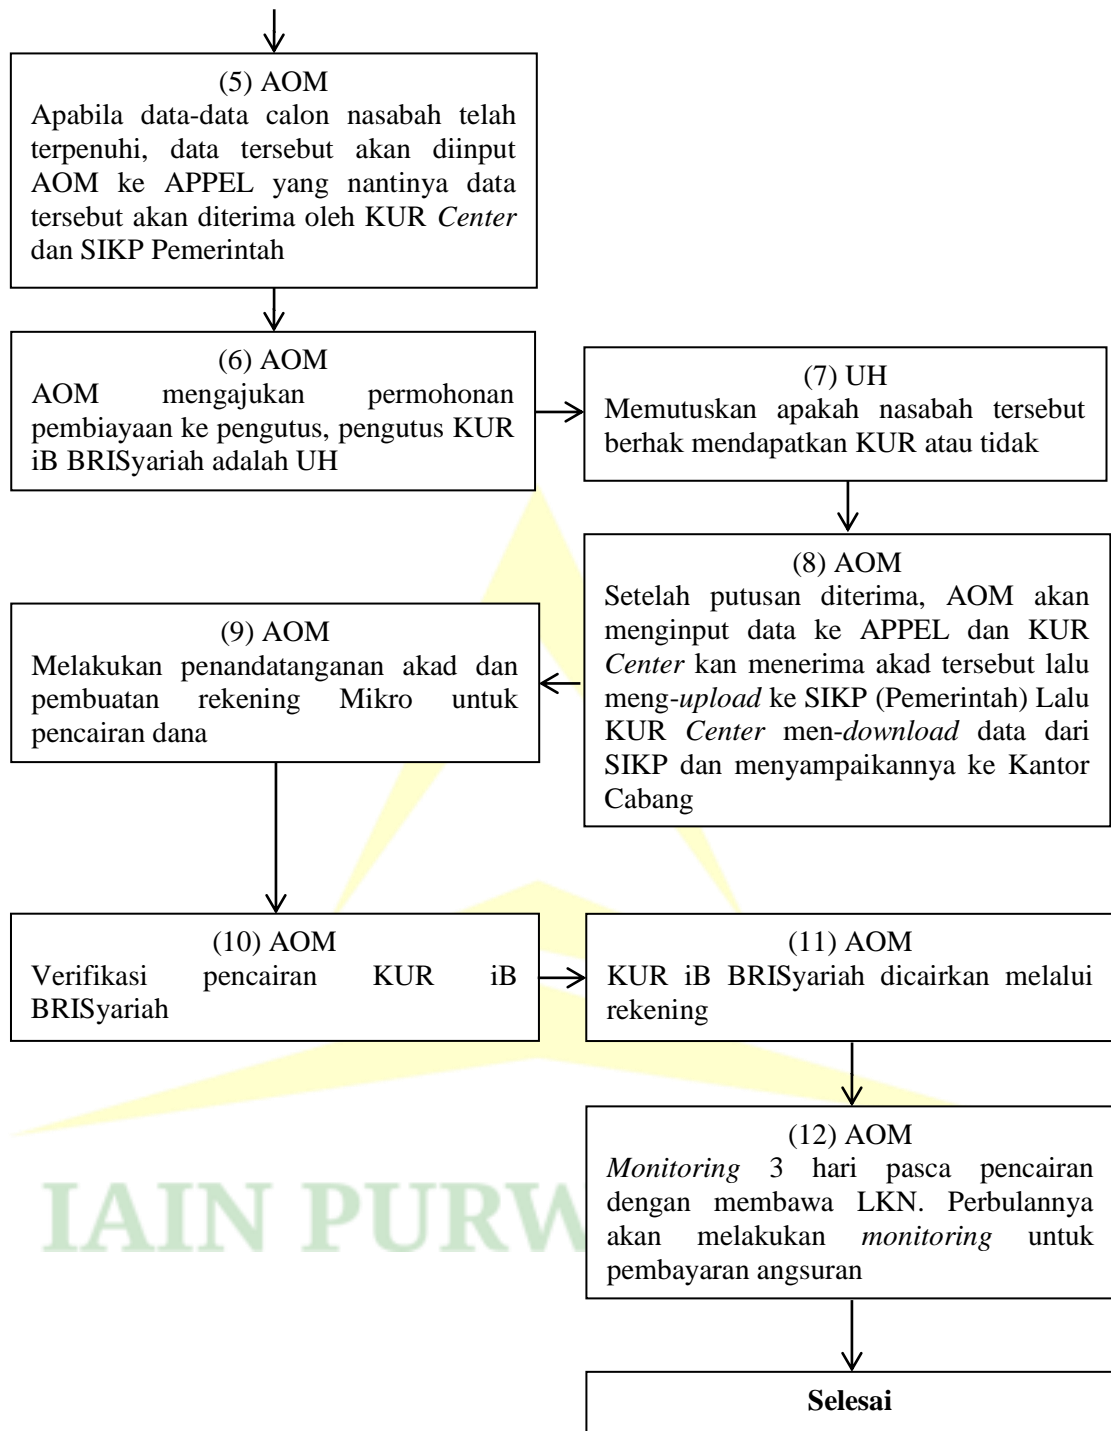 (5) AOM
Apabila data-data calon nasabah telah
terpenuhi, data tersebut akan diinput
AOM ke APPEL yang nantinya data
tersebut akan diterima oleh KUR Center
dan SIKP Pemerintah
(6) AOM
AOM mengajukan permohonan
pembiayaan ke pengutus, pengutus KUR
iB BRISyariah adalah UH
(7) UH
Memutuskan apakah nasabah tersebut
berhak mendapatkan KUR atau tidak
(8) AOM
Setelah putusan diterima, AOM akan
menginput data ke APPEL dan KUR
Center kan menerima akad tersebut lalu
meng-upload ke SIKP (Pemerintah) Lalu
KUR Center men-download data dari
SIKP dan menyampaikannya ke Kantor
Cabang
(9) AOM
Melakukan penandatanganan akad dan
pembuatan rekening Mikro untuk
pencairan dana
(10) AOM
Verifikasi pencairan KUR iB
BRISyariah
(11) AOM
KUR iB BRISyariah dicairkan melalui
rekening
(12) AOM
Monitoring 3 hari pasca pencairan
dengan membawa LKN. Perbulannya
akan melakukan monitoring untuk
pembayaran angsuran
Selesai
IAIN PURW